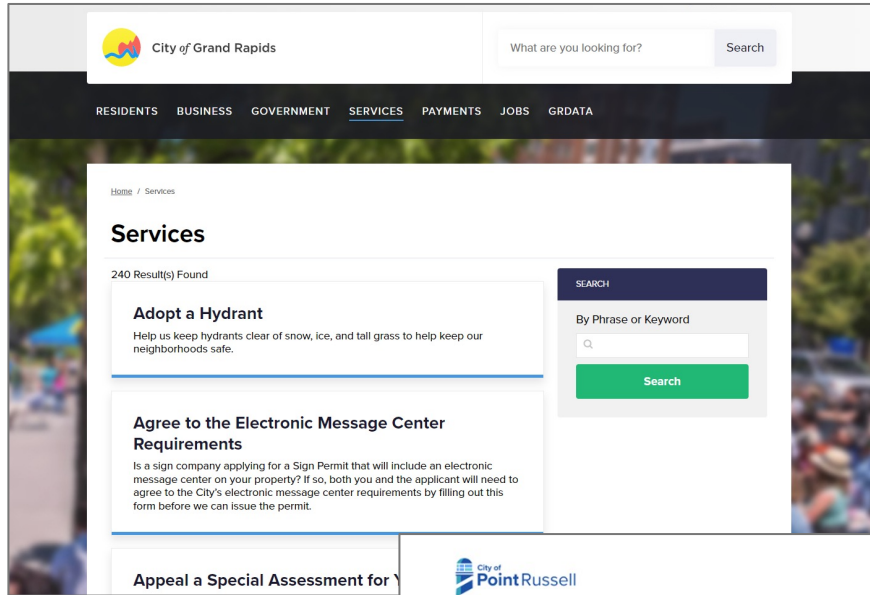 City of Grand Rapids
What are you looking for?
Search
RESIDENTS BUSINESS GOVERNMENT SERVICES PAYMENTS JOBS GRDATA
Home / Services
Services
240 Result(s) Found
Adopt a Hydrant
Help us keep hydrants clear of snow, ice, and tall grass to help keep our
neighborhoods safe.
Agree to the Electronic Message Center
Requirements
Is a sign company applying for a Sign Permit that will include an electronic
message center on your property? If so, both you and the applicant will need to
agree to the City's electronic message center requirements by filling out this
form before we can issue the permit.
Appeal a Special Assessment for
SEARCH
By Phrase or Keyword
Search
City of
Point Russell